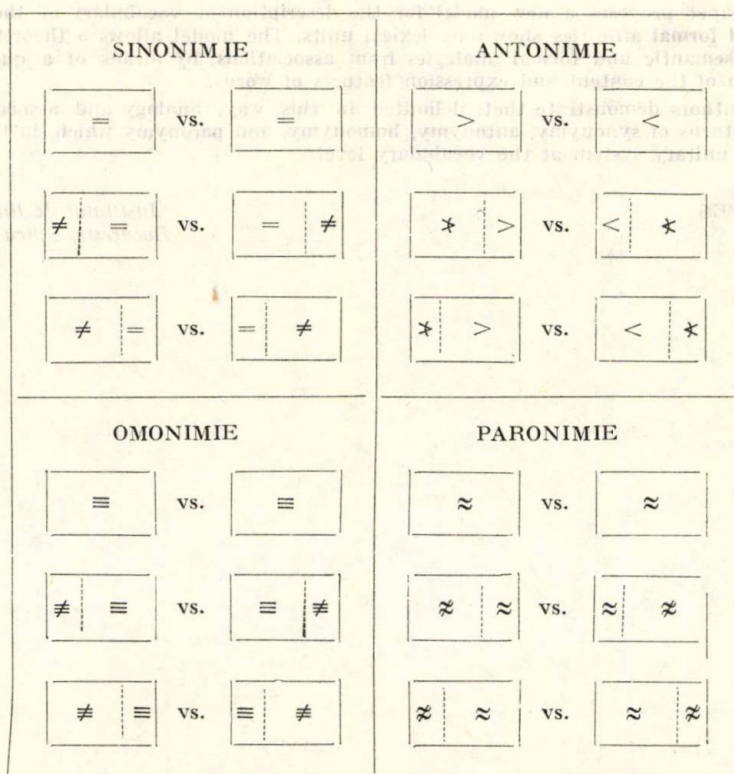 SINONIMIE
= vs. =
≠ = vs. = ≠
≠ = vs. = ≠
ANTONIMIE
> vs. <
≯ > vs. < ≮
≯ > vs. < ≮
OMONIMIE
≡ vs. ≡
≢ ≡ vs. ≡ ≢
≢ ≡ vs. ≡ ≢
PARONIMIE
≈ vs. ≈
≉ ≈ vs. ≈ ≉
≉ ≈ vs. ≈ ≉